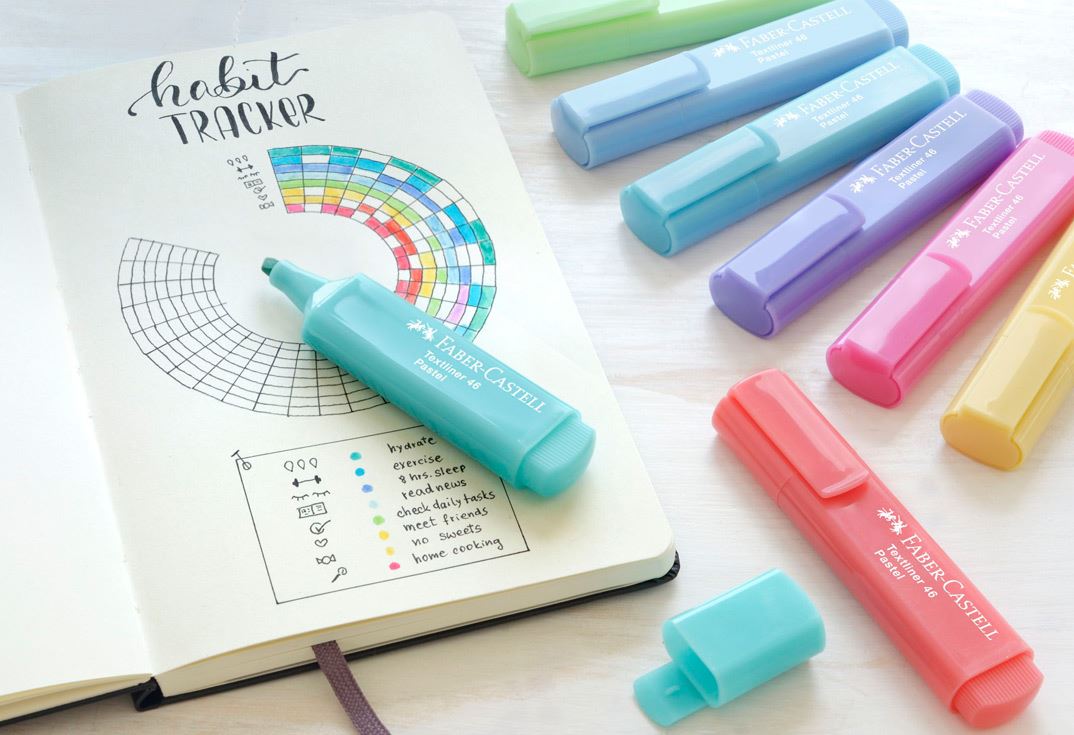 habit
TRACKER
hydrate
exercise
8 hrs. sleep
read news
check daily tasks
meet friends
no sweets
home cooking
FABER-CASTELL
Textliner 46
Pastel
FABER-CASTELL
Textliner 46
Pastel
FABER-CASTELL
Textliner 46
Pastel
FABER-CASTELL
Textliner 46
Pastel
FABER-CASTELL
Textliner 46
Pastel
FABER-CASTELL
Textliner 46
Pastel